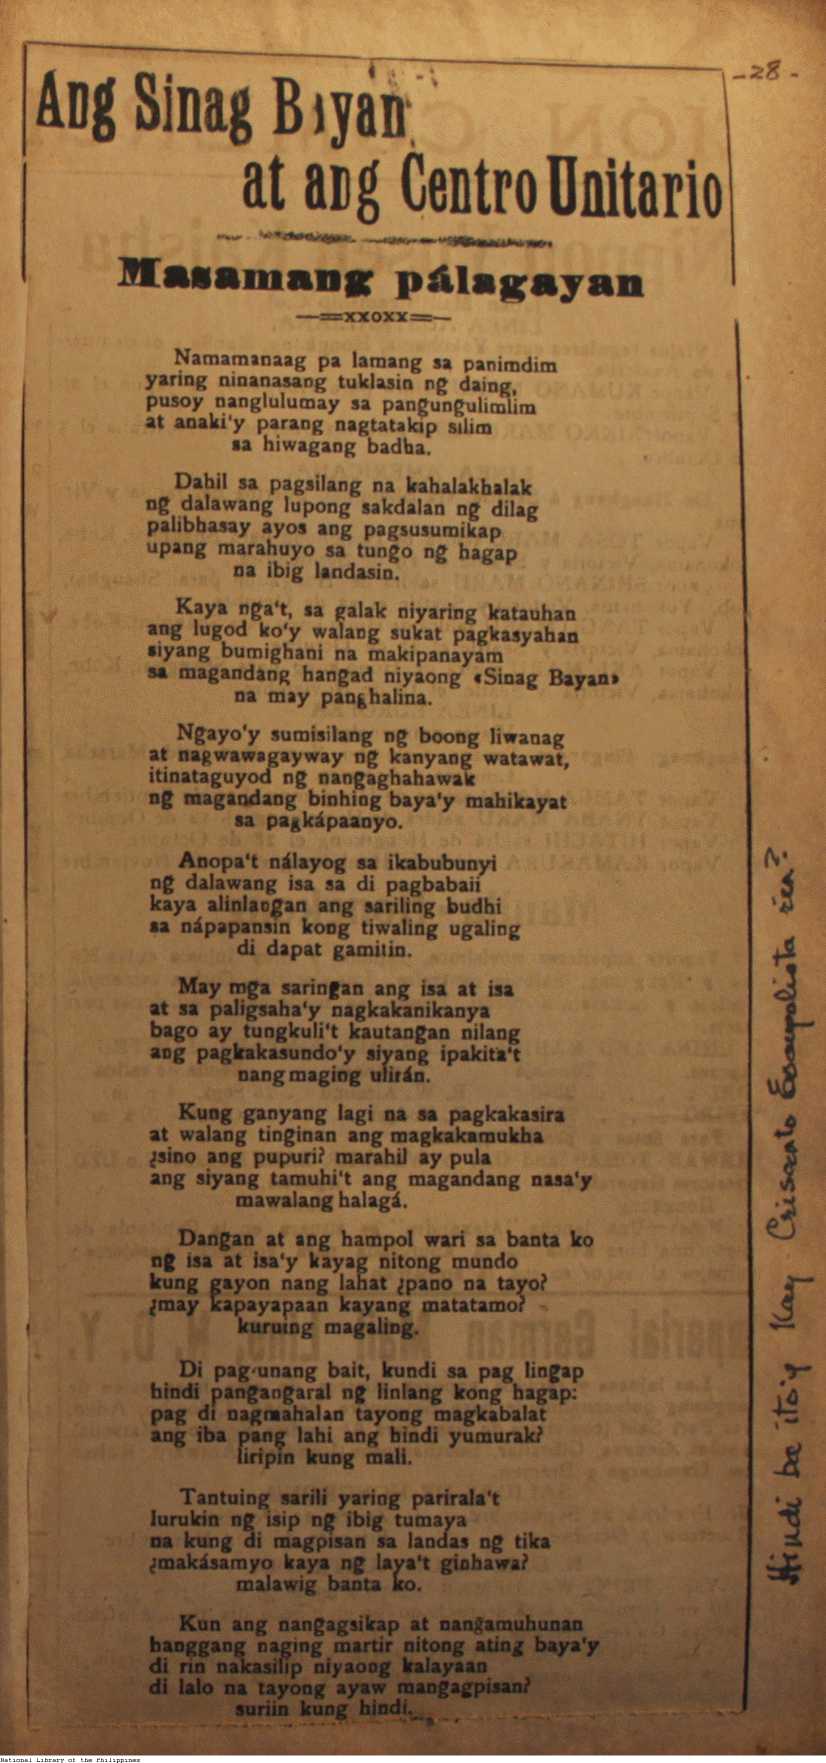 -28-
Ang Sinag Bayan
at ang Centro Unitario
Masamang pálagayan
—==xxoxx==—
Namamanaag pa lamang sa panimdim
yaring ninanasang tuklasin ng daing,
pusoy nanglulumay sa pangungulimlim
at anaki'y parang nagtatakip silim
sa hiwagang badha.
Dahil sa pagsilang na kahalakhalak
ng dalawang lupong sakdalan ng dilag
palibhasay ayos ang pagsusumikap
upang marahuyo sa tungo ng hagap
na ibig landasin.
Kaya nga't, sa galak niyaring katauhan
ang lugod ko'y walang sukat pagkasyahan
siyang bumighani na makipanayam
sa magandang hangad niyaong «Sinag Bayan»
na may panghalina.
Ngayo'y sumisilang ng boong liwanag
at nagwawagayway ng kanyang watawat,
itinataguyod ng nangaghahawak
ng magandang binhing baya'y mahikayat
sa pagkápaanyo.
Anopa't nálayog sa ikabubunyi
ng dalawang isa sa di pagbabaii
kaya alinlangan ang sariling budhi
sa nápapansin kong tiwaling ugaling
di dapat gamitin.
May mga saringan ang isa at isa
at sa paligsaha'y nagkakanikanya
bago ay tungkuli't kautangan nilang
ang pagkakasundo'y siyang ipakita't
nang maging ulirán.
Kung ganyang lagi na sa pagkakasira
at walang tinginan ang magkakamukha
¿sino ang pupuri? marahil ay pula
ang siyang tamuhi't ang magandang nasa'y
mawalang halagá.
Dangan at ang hampol wari sa banta ko
ng isa at isa'y kayag nitong mundo
kung gayon nang lahat ¿pano na tayo?
¿may kapayapaan kayang matatamo?
kuruing magaling.
Di pag-unang bait, kundi sa pag lingap
hindi pangangaral ng linlang kong hagap:
pag di nagmahalan tayong magkabalat
ang iba pang lahi ang hindi yumurak?
liripin kung mali.
Tantuing sarili yaring parirala't
lurukin ng isip ng ibig tumaya
na kung di magpisan sa landas ng tika
¿makásamyo kaya ng laya't ginhawa?
malawig banta ko.
Kun ang nangagsikap at nangamuhunan
hanggang naging martir nitong ating baya'y
di rin nakasilip niyaong kalayaan
di lalo na tayong ayaw mangagpisan?
suriin kung hindi.
Hindi ba ito'y kay Crisanto Evangelista rin?
National Library of the Philippines